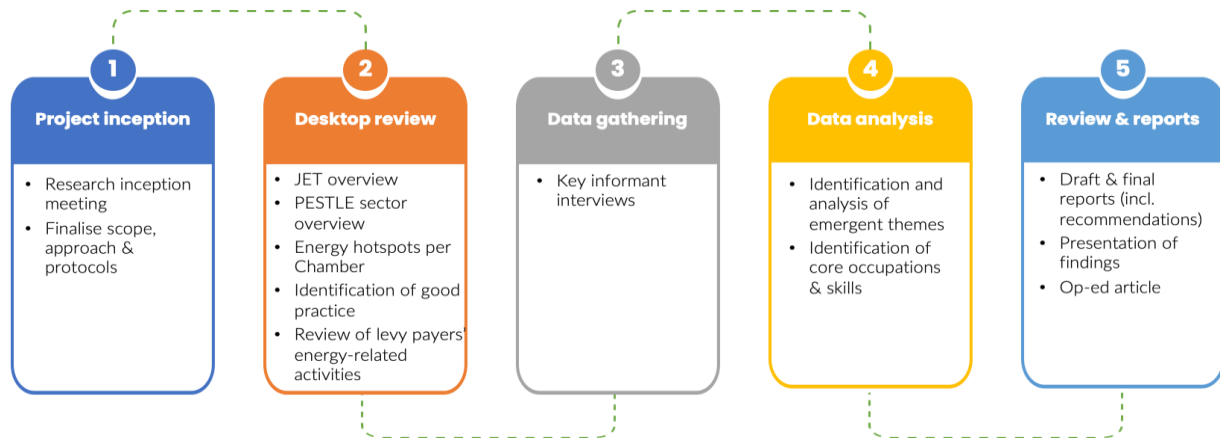 1
Project inception
• Research inception
meeting
• Finalise scope,
approach &
protocols
2
Desktop review
• JET overview
• PESTLE sector
overview
• Energy hotspots per
Chamber
• Identification of good
practice
• Review of levy payers'
energy-related
activities
3
Data gathering
• Key informant
interviews
4
Data analysis
• Identification and
analysis of
emergent themes
• Identification of
core occupations
& skills
5
Review & reports
• Draft & final
reports (incl.
recommendations)
• Presentation of
findings
• Op-ed article